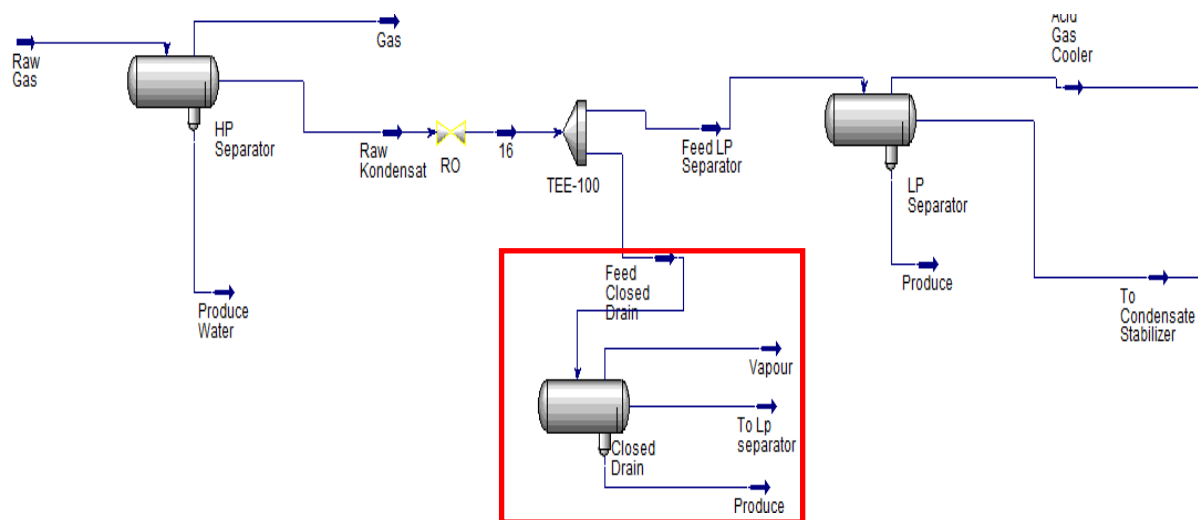 Raw
Gas
HP
Separator
Gas
Produce
Water
Raw
Kondensat
RO
16
TEE-100
Feed LP
Separator
Acid
Gas
Cooler
LP
Separator
Produce
To
Condensate
Stabilizer
Feed
Closed
Drain
Vapour
To Lp
separator
Closed
Drain
Produce